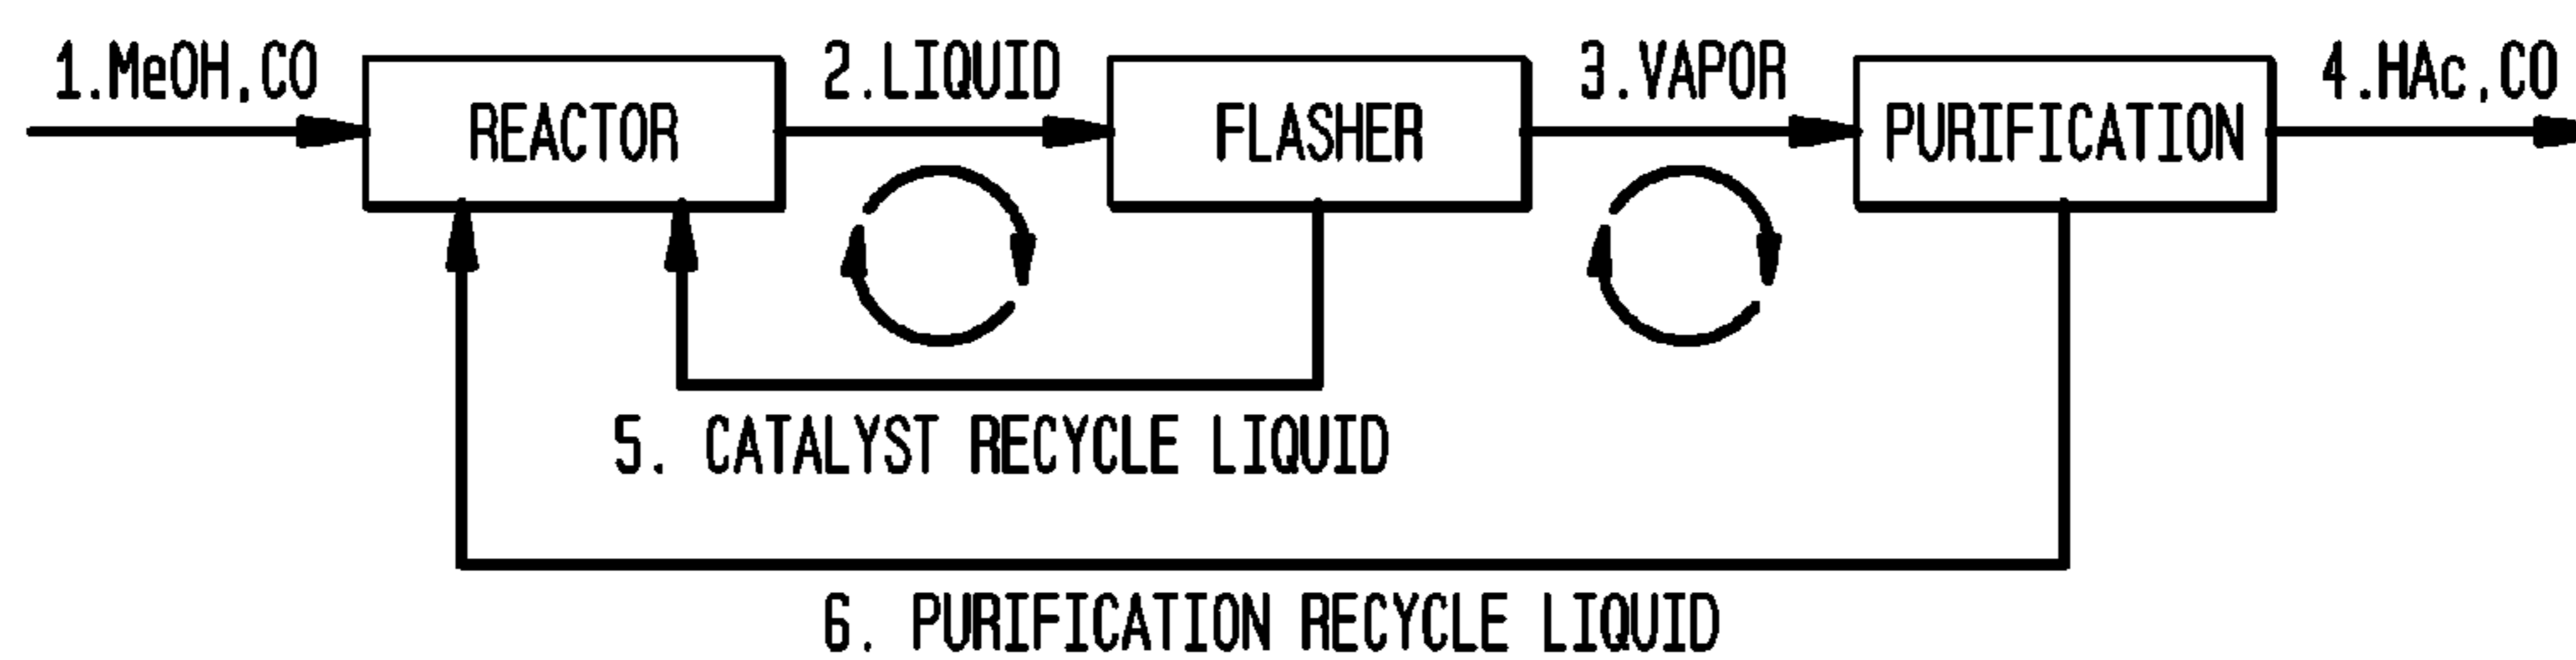 1.MeOH,CO
REACTOR
2.LIQUID
FLASHER
3.VAPOR
PURIFICATION
4.HAc,CO
5. CATALYST RECYCLE LIQUID
6. PURIFICATION RECYCLE LIQUID